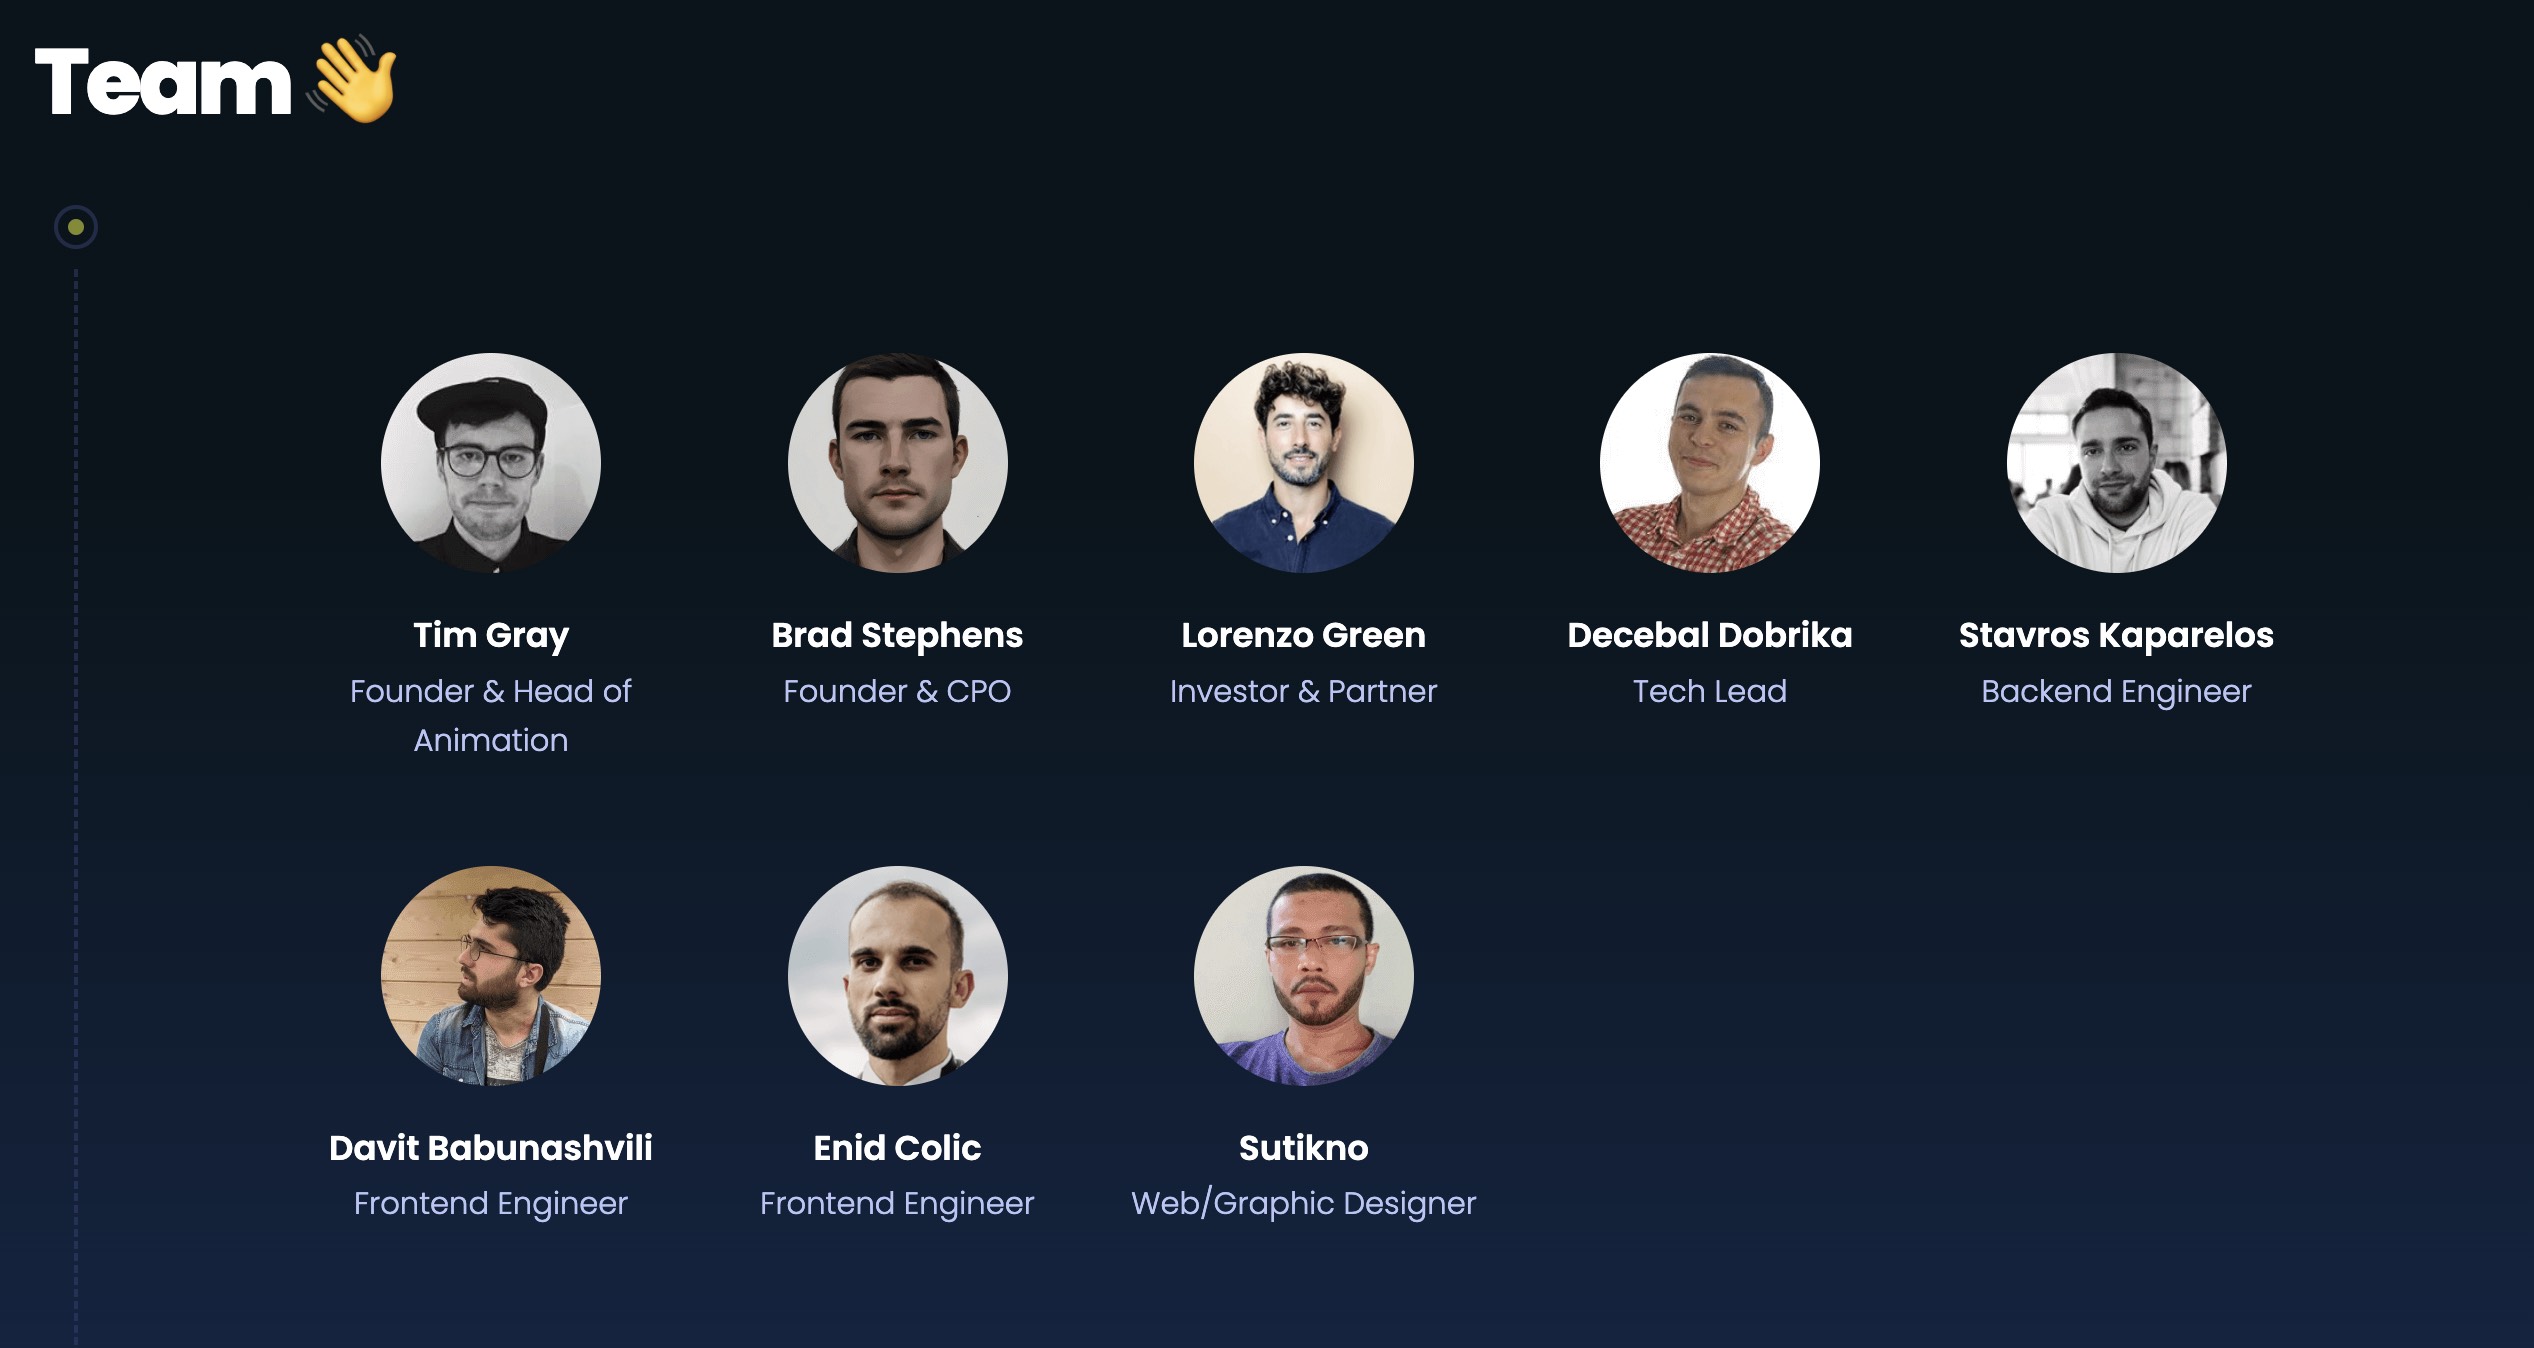 Team 👋
Tim Gray
Founder & Head of
Animation
Brad Stephens
Founder & CPO
Lorenzo Green
Investor & Partner
Decebal Dobrika
Tech Lead
Stavros Kaparelos
Backend Engineer
Davit Babunashvili
Frontend Engineer
Enid Colic
Frontend Engineer
Sutikno
Web/Graphic Designer